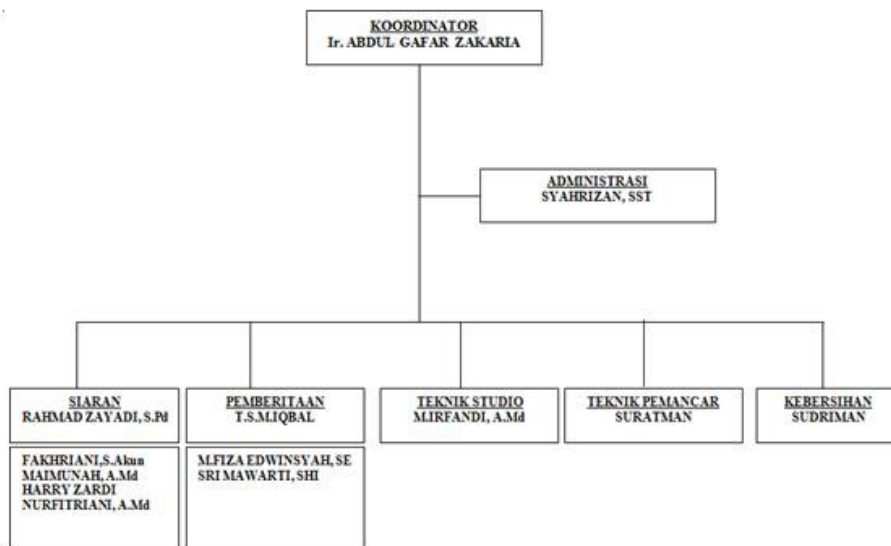 KOORDINATOR
Ir. ABDUL GAFAR ZAKARIA
ADMINISTRASI
SYAHRIZAN, SST
SIARAN
RAHMAD ZAYADI, S.Pd
FAKHRIANI,S.Akun
MAIMUNAH, A.Md
HARRY ZARDI
NURFITRIANI, A.Md
PEMBERITAAN
T.S.M.IQBAL
M.FIZA EDWINSYAH, SE
SRI MAWARTI, SHI
TEKNIK STUDIO
M.IRFANDI, A.Md
TEKNIK PEMANCAR
SURATMAN
KEBERSIHAN
SUDRIMAN